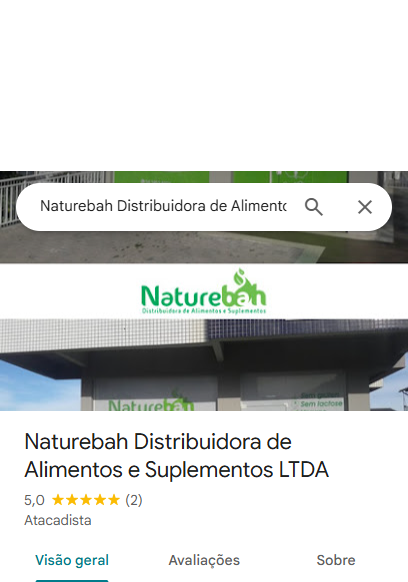 Naturebah Distribuidora de Alimento
Naturebah
Distribuidora de Alimentos e Suplementos
Naturebah
Sem lactose
Naturebah Distribuidora de
Alimentos e Suplementos LTDA
5,0 (2)
Atacadista
Visão geral Avaliações Sobre